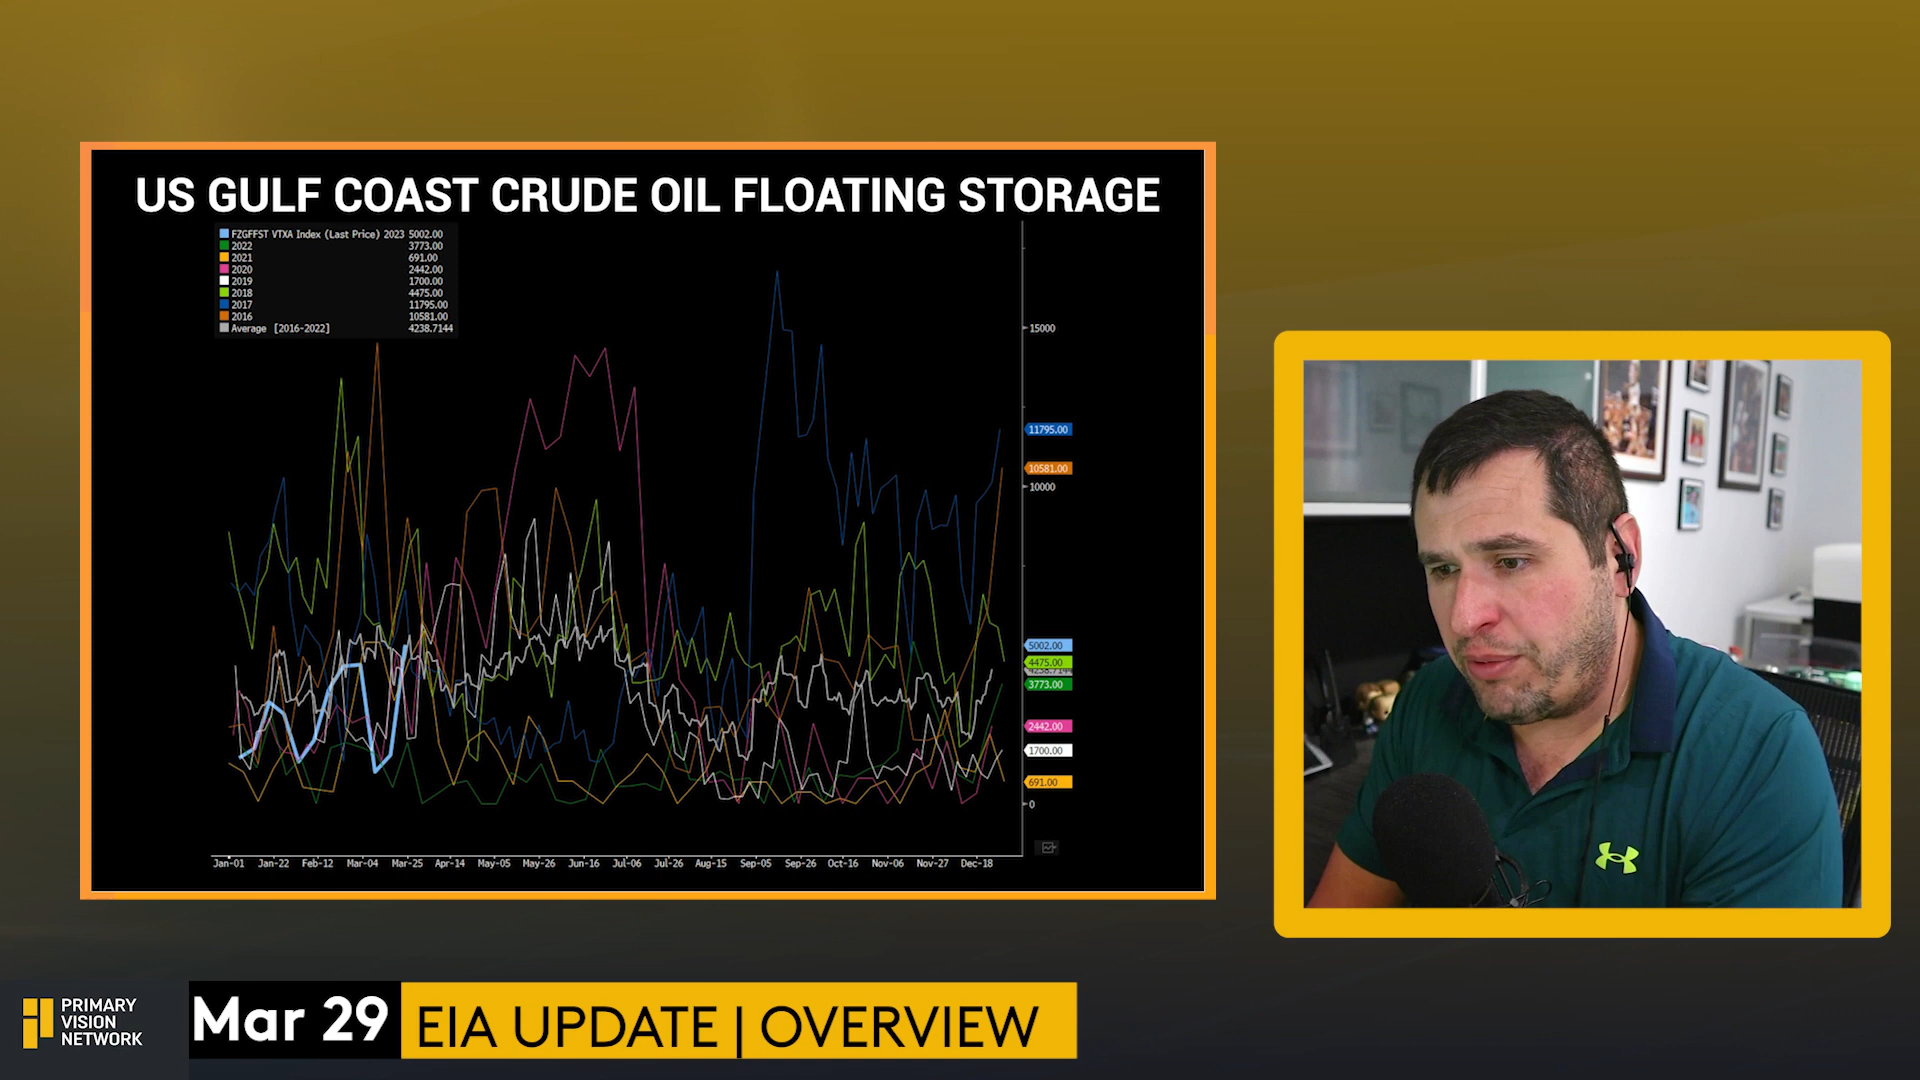 US GULF COAST CRUDE OIL FLOATING STORAGE
FZGFFST VTXA Index (Last Price) 2023 5002.00
2022 3773.00
2021 691.00
2020 2442.00
2019 1700.00
2018 4475.00
2017 11795.00
2016 10581.00
Average [2016-2022] 4238.7144
15000
11795.00
10581.00
10000
5002.00
4475.00
3773.00
2442.00
1700.00
691.00
0
Jan-01 Jan-22 Feb-12 Mar-04 Mar-25 Apr-14 May-05 May-26 Jun-16 Jul-06 Jul-26 Aug-15 Sep-05 Sep-26 Oct-16 Nov-06 Nov-27 Dec-18
PRIMARY
VISION
NETWORK
Mar 29
EIA UPDATE | OVERVIEW